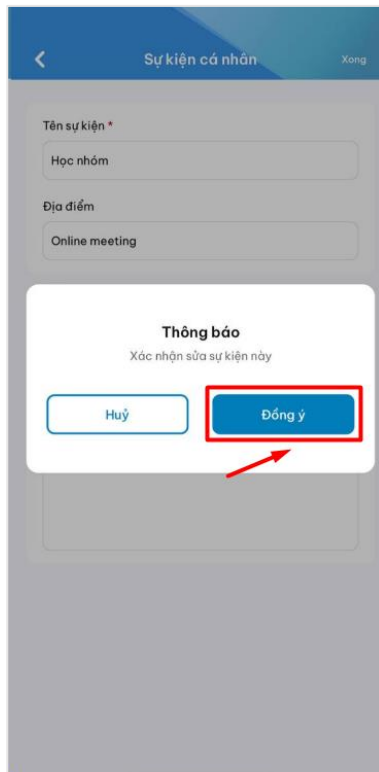 Sự kiện cá nhân Xong
Tên sự kiện *
Học nhóm
Địa điểm
Online meeting
Thông báo
Xác nhận sửa sự kiện này
Huỷ Đồng ý